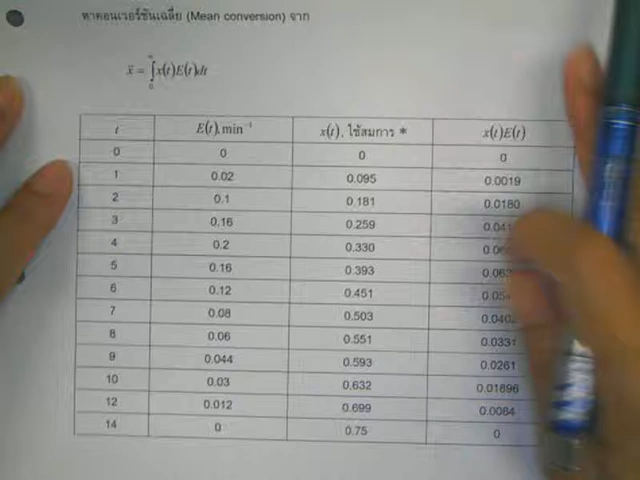 หาคอนเวอร์ชันเฉลี่ย (Mean conversion) จาก
x̄ = ∫₀^∞ x(t)E(t)dt
t E(t), min⁻¹ x(t), ใช้สมการ * x(t)E(t)
0 0 0 0
1 0.02 0.095 0.0019
2 0.1 0.181 0.0180
3 0.16 0.259
4 0.2 0.330
5 0.16 0.393
6 0.12 0.451
7 0.08 0.503
8 0.06 0.551 0.0331
9 0.044 0.593 0.0261
10 0.03 0.632 0.01896
12 0.012 0.699 0.0084
14 0 0.75 0